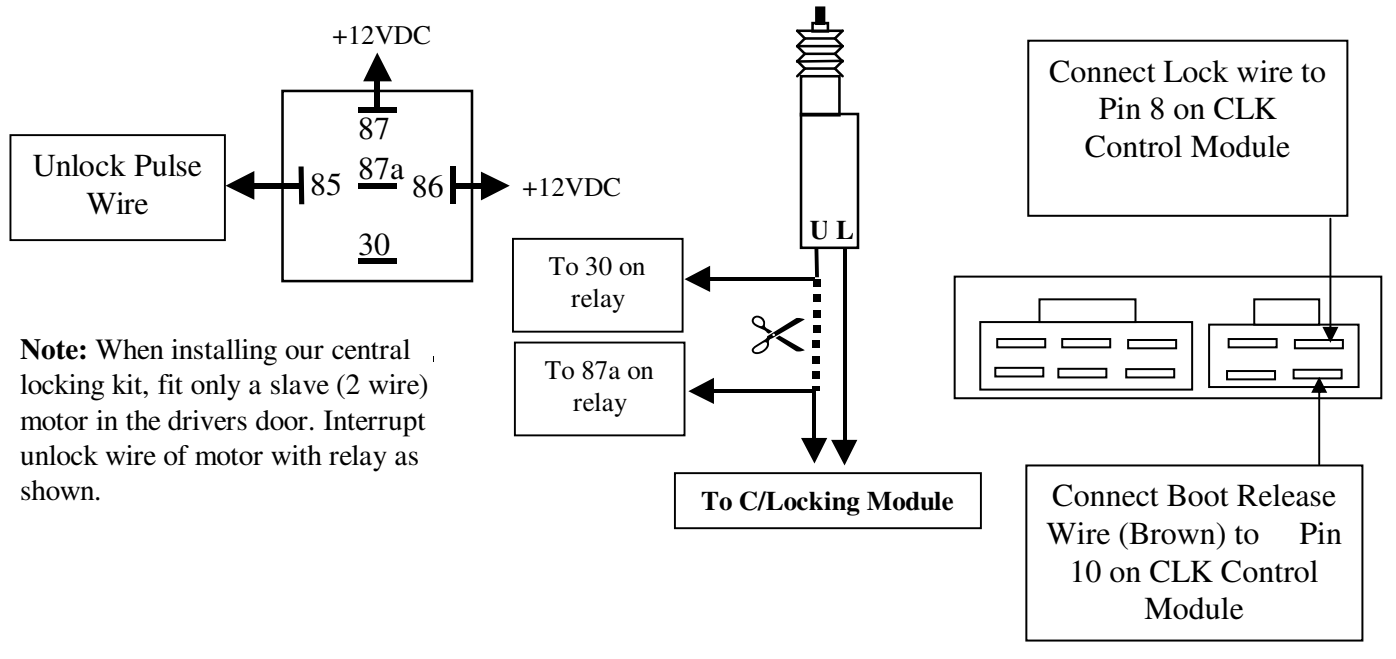 +12VDC
87
87a
85
86
30
+12VDC
Unlock Pulse
Wire
Note: When installing our central
locking kit, fit only a slave (2 wire)
motor in the drivers door. Interrupt
unlock wire of motor with relay as
shown.
U L
To 30 on
relay
To 87a on
relay
To C/Locking Module
Connect Lock wire to
Pin 8 on CLK
Control Module
Connect Boot Release
Wire (Brown) to Pin
10 on CLK Control
Module